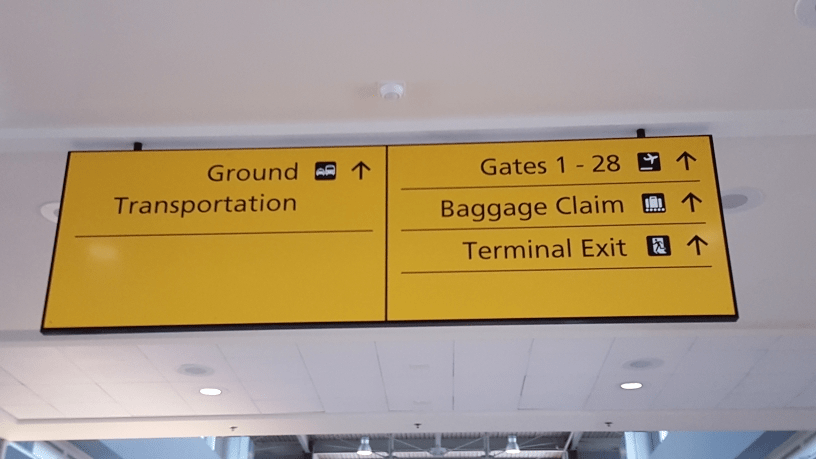 Ground
Transportation
Gates 1 - 28
Baggage Claim
Terminal Exit